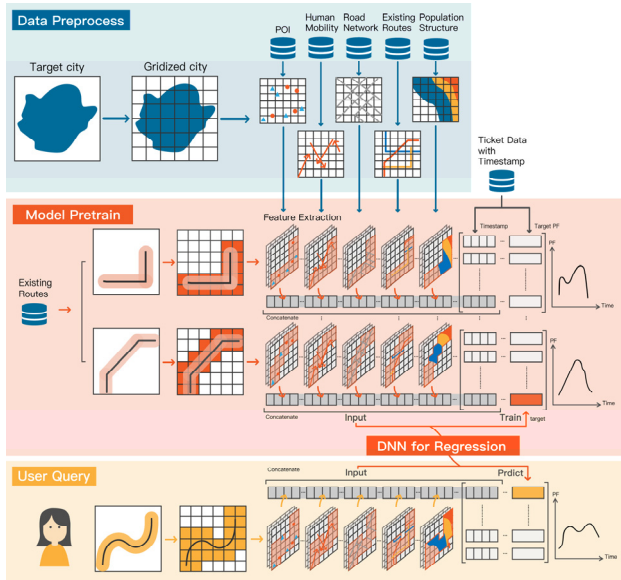 Data Preprocess
POI
Human
Mobility
Road
Network
Existing
Routes
Population
Structure
Target city
Gridized city
Ticket Data
with
Timestamp
Model Pretrain
Feature Extraction
Timestamp
Target PF
PF
Time
Existing
Routes
Concatenate
PF
Time
Concatenate
Input
Train
target
DNN for Regression
User Query
Concatenate
Input
Prdict
PF
Time